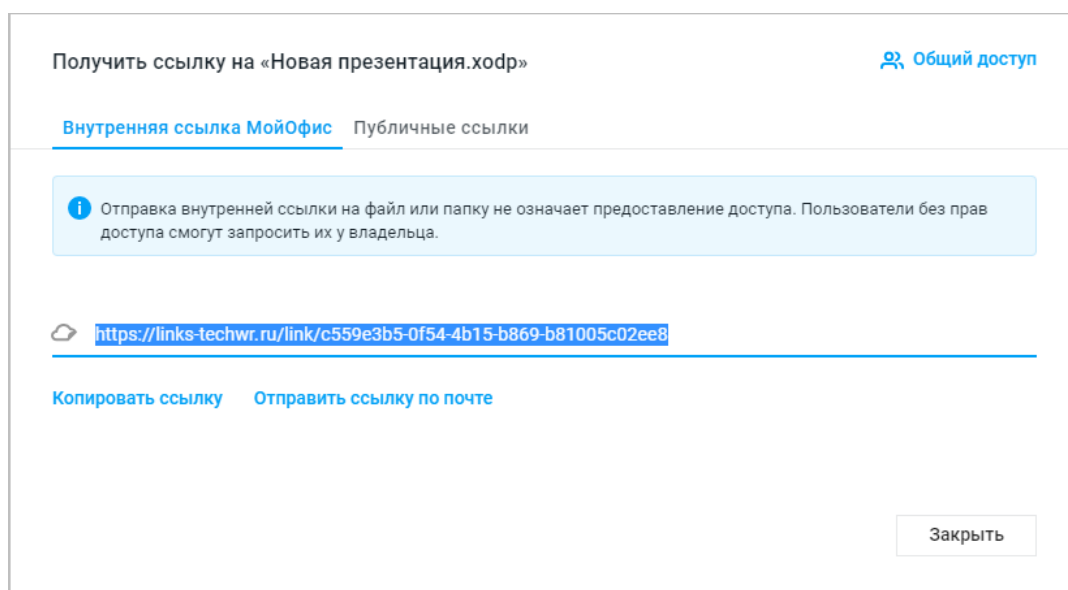 Получить ссылку на «Новая презентация.xodp»
Общий доступ
Внутренняя ссылка МойОфис
Публичные ссылки
Отправка внутренней ссылки на файл или папку не означает предоставление доступа. Пользователи без прав
доступа смогут запросить их у владельца.
https://links-techwr.ru/link/c559e3b5-0f54-4b15-b869-b81005c02ee8
Копировать ссылку
Отправить ссылку по почте
Закрыть